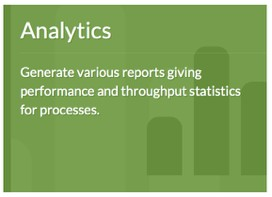 Analytics
Generate various reports giving
performance and throughput statistics
for processes.